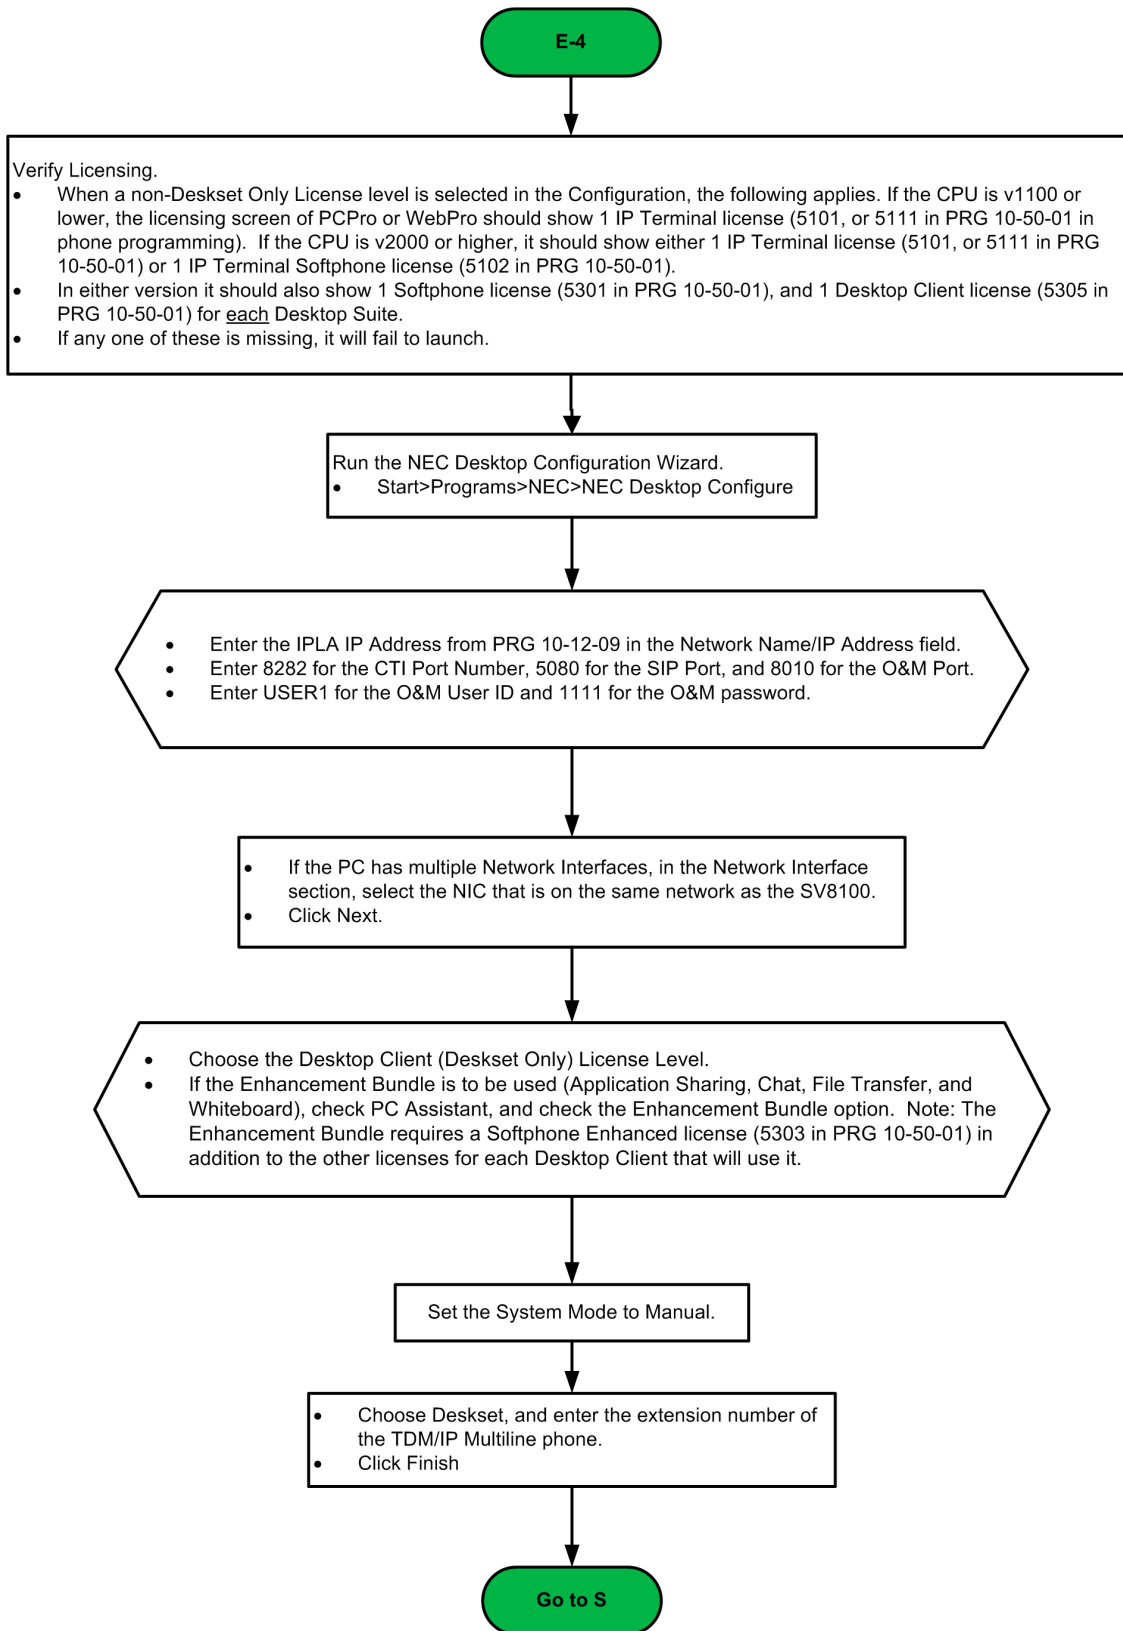 E-4
Verify Licensing.
• When a non-Deskset Only License level is selected in the Configuration, the following applies. If the CPU is v1100 or
lower, the licensing screen of PCPro or WebPro should show 1 IP Terminal license (5101, or 5111 in PRG 10-50-01 in
phone programming).  If the CPU is v2000 or higher, it should show either 1 IP Terminal license (5101, or 5111 in PRG
10-50-01) or 1 IP Terminal Softphone license (5102 in PRG 10-50-01).
• In either version it should also show 1 Softphone license (5301 in PRG 10-50-01), and 1 Desktop Client license (5305 in
PRG 10-50-01) for each Desktop Suite.
• If any one of these is missing, it will fail to launch.
Run the NEC Desktop Configuration Wizard.
• Start>Programs>NEC>NEC Desktop Configure
• Enter the IPLA IP Address from PRG 10-12-09 in the Network Name/IP Address field.
• Enter 8282 for the CTI Port Number, 5080 for the SIP Port, and 8010 for the O&M Port.
• Enter USER1 for the O&M User ID and 1111 for the O&M password.
• If the PC has multiple Network Interfaces, in the Network Interface
section, select the NIC that is on the same network as the SV8100.
• Click Next.
• Choose the Desktop Client (Deskset Only) License Level.
• If the Enhancement Bundle is to be used (Application Sharing, Chat, File Transfer, and
Whiteboard), check PC Assistant, and check the Enhancement Bundle option.  Note: The
Enhancement Bundle requires a Softphone Enhanced license (5303 in PRG 10-50-01) in
addition to the other licenses for each Desktop Client that will use it.
Set the System Mode to Manual.
• Choose Deskset, and enter the extension number of
the TDM/IP Multiline phone.
• Click Finish
Go to S